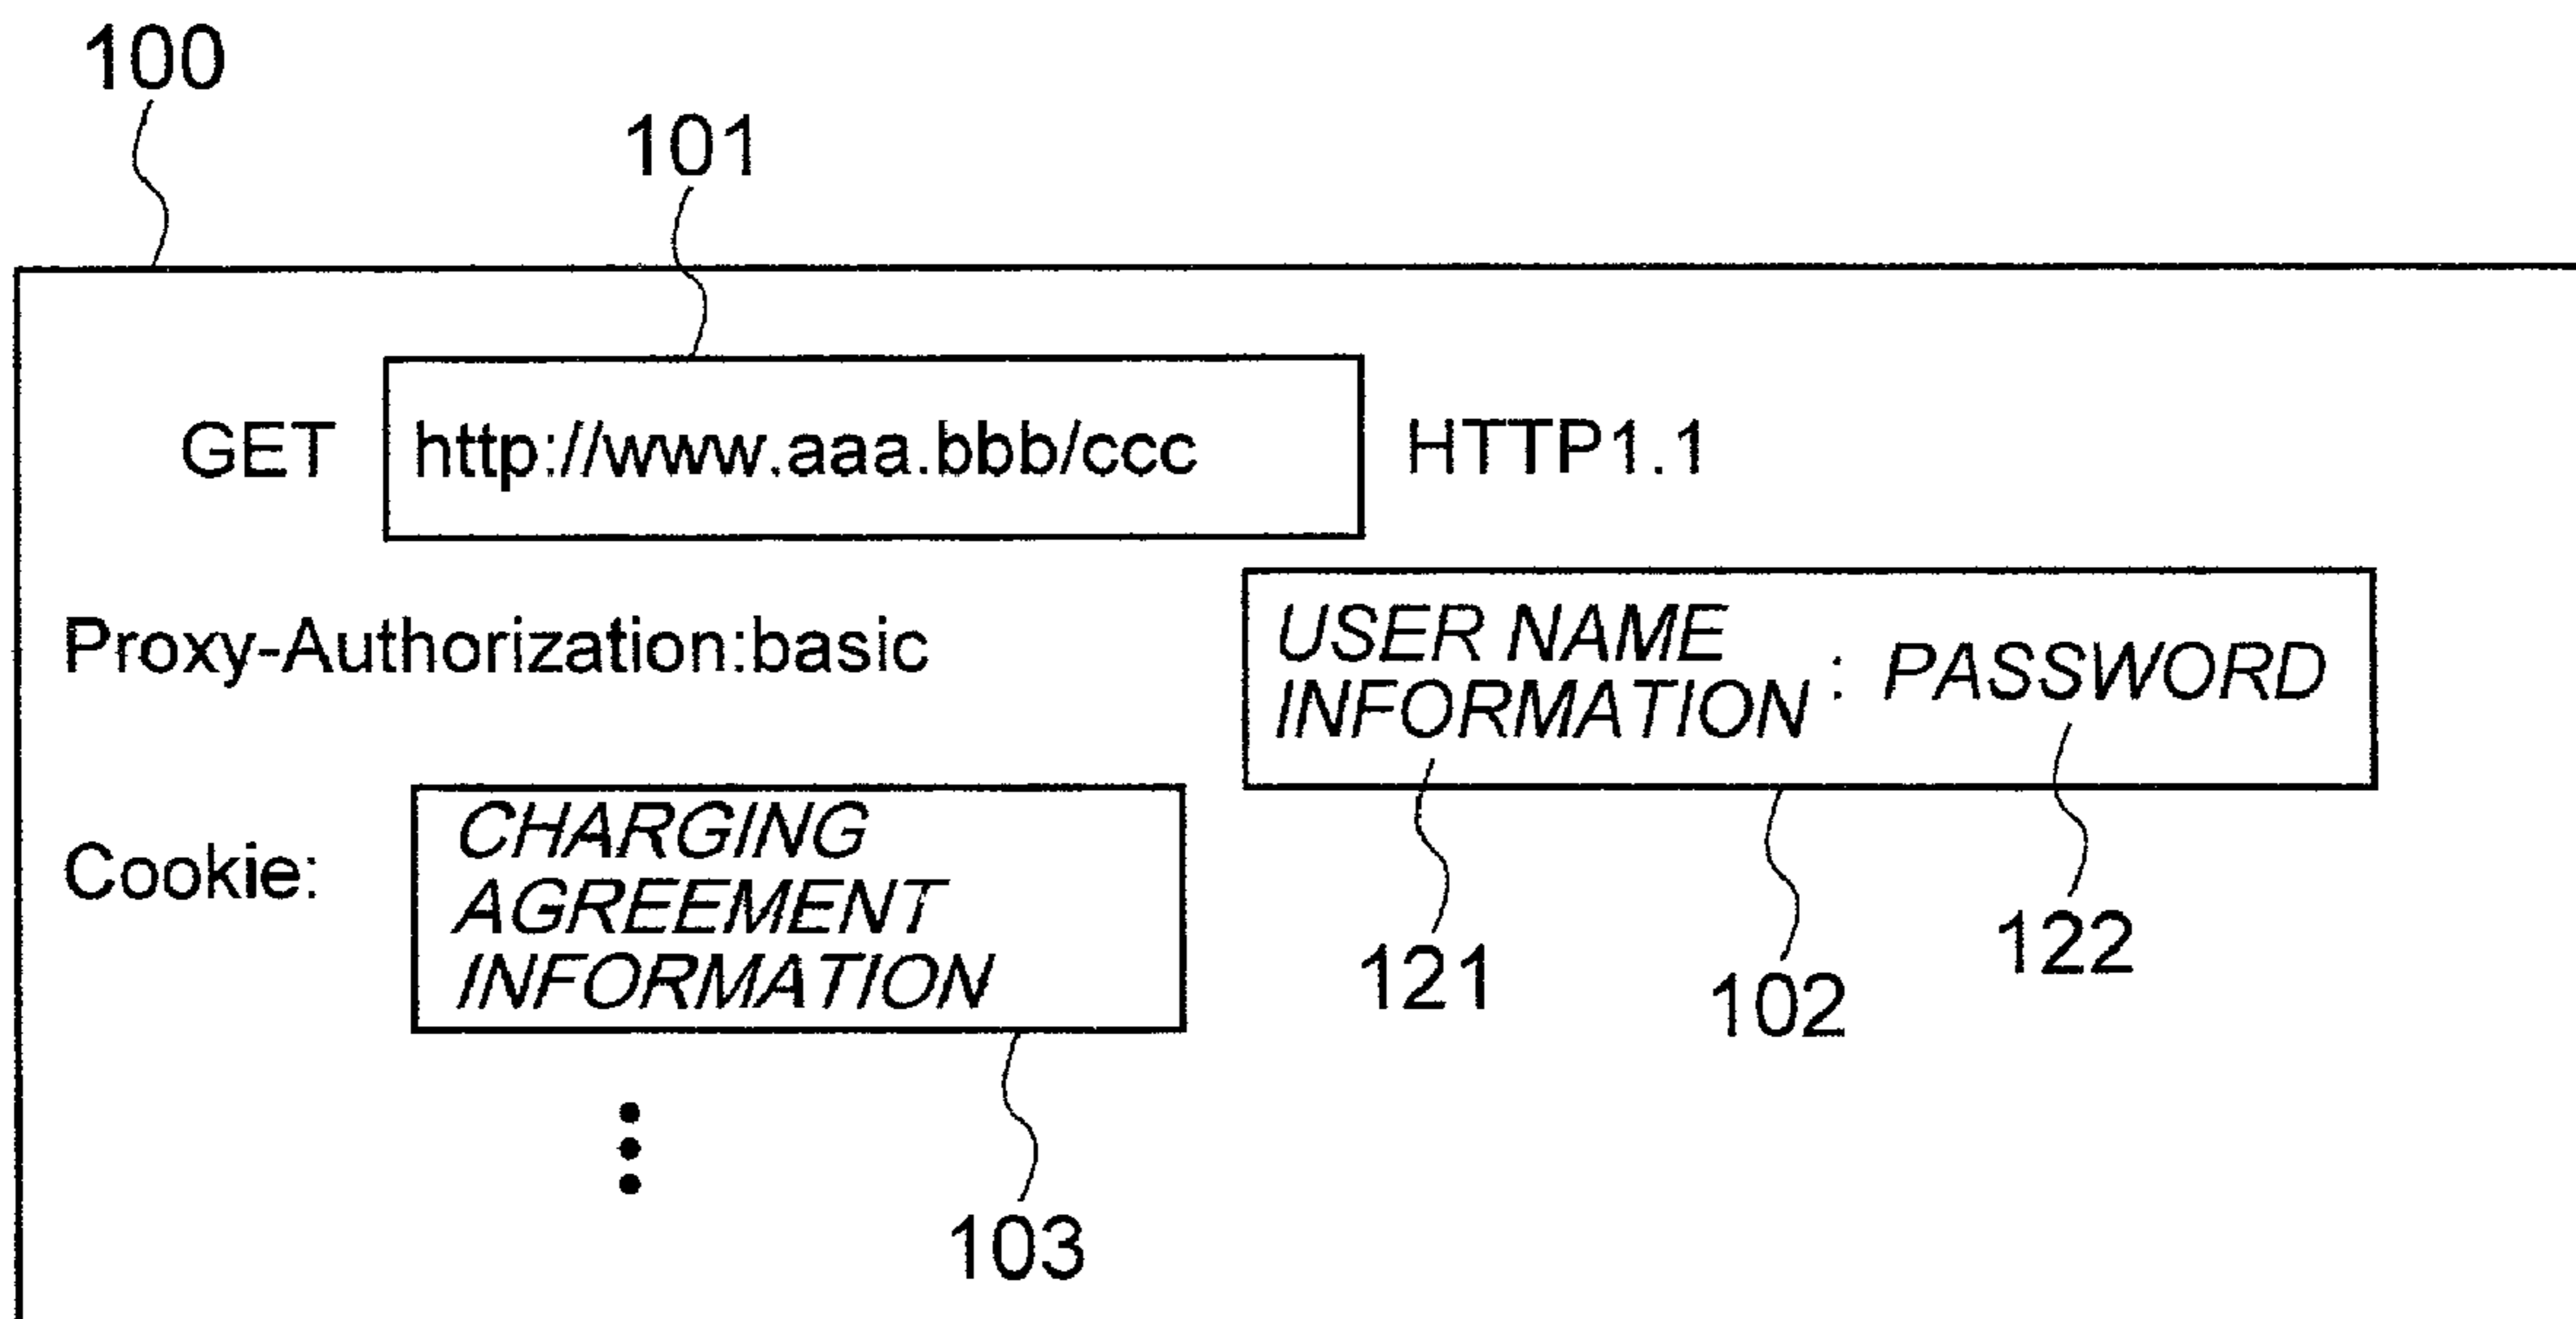 100
101
GET http://www.aaa.bbb/ccc HTTP1.1
Proxy-Authorization:basic
USER NAME
INFORMATION : PASSWORD
Cookie:
CHARGING
AGREEMENT
INFORMATION
121
102
122
103